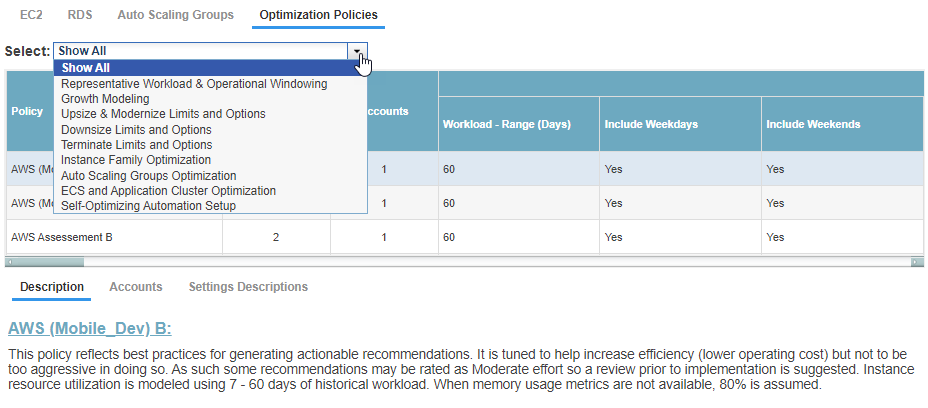 EC2 RDS Auto Scaling Groups Optimization Policies
Select: Show All
Show All
Representative Workload & Operational Windowing
Growth Modeling
Upsize & Modernize Limits and Options
Downsize Limits and Options
Terminate Limits and Options
Instance Family Optimization
Auto Scaling Groups Optimization
ECS and Application Cluster Optimization
Self-Optimizing Automation Setup
Policy Workload - Range (Days) Include Weekdays Include Weekends
AWS (Mo 1 60 Yes Yes
AWS (Mo 1 60 Yes Yes
AWS Assessement B 2 1 60 Yes Yes
Description Accounts Settings Descriptions
AWS (Mobile_Dev) B:
This policy reflects best practices for generating actionable recommendations. It is tuned to help increase efficiency (lower operating cost) but not to be
too aggressive in doing so. As such some recommendations may be rated as Moderate effort so a review prior to implementation is suggested. Instance
resource utilization is modeled using 7 - 60 days of historical workload. When memory usage metrics are not available, 80% is assumed.